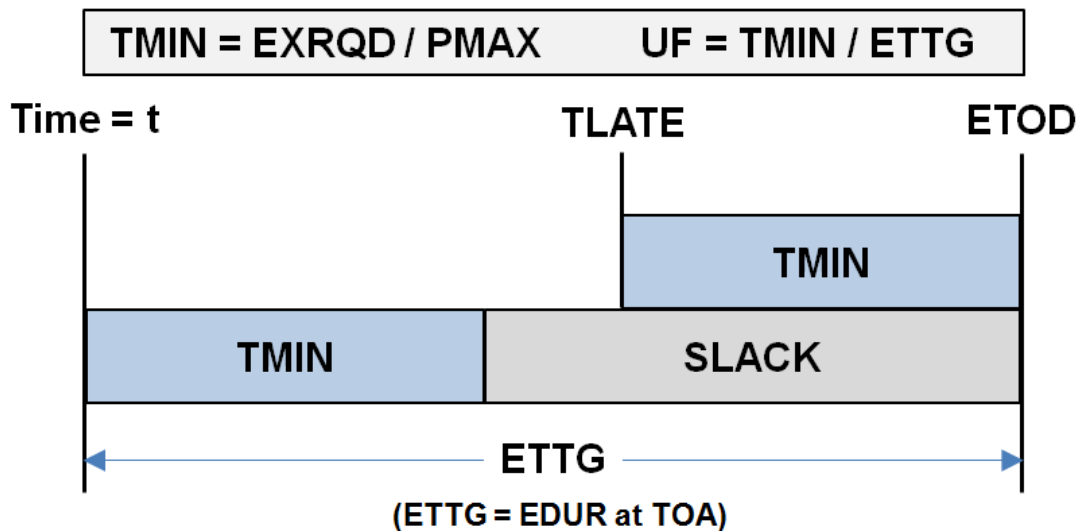 TMIN = EXRQD / PMAX UF = TMIN / ETTG
Time = t TLATE ETOD
TMIN
TMIN SLACK
ETTG
(ETTG = EDUR at TOA)